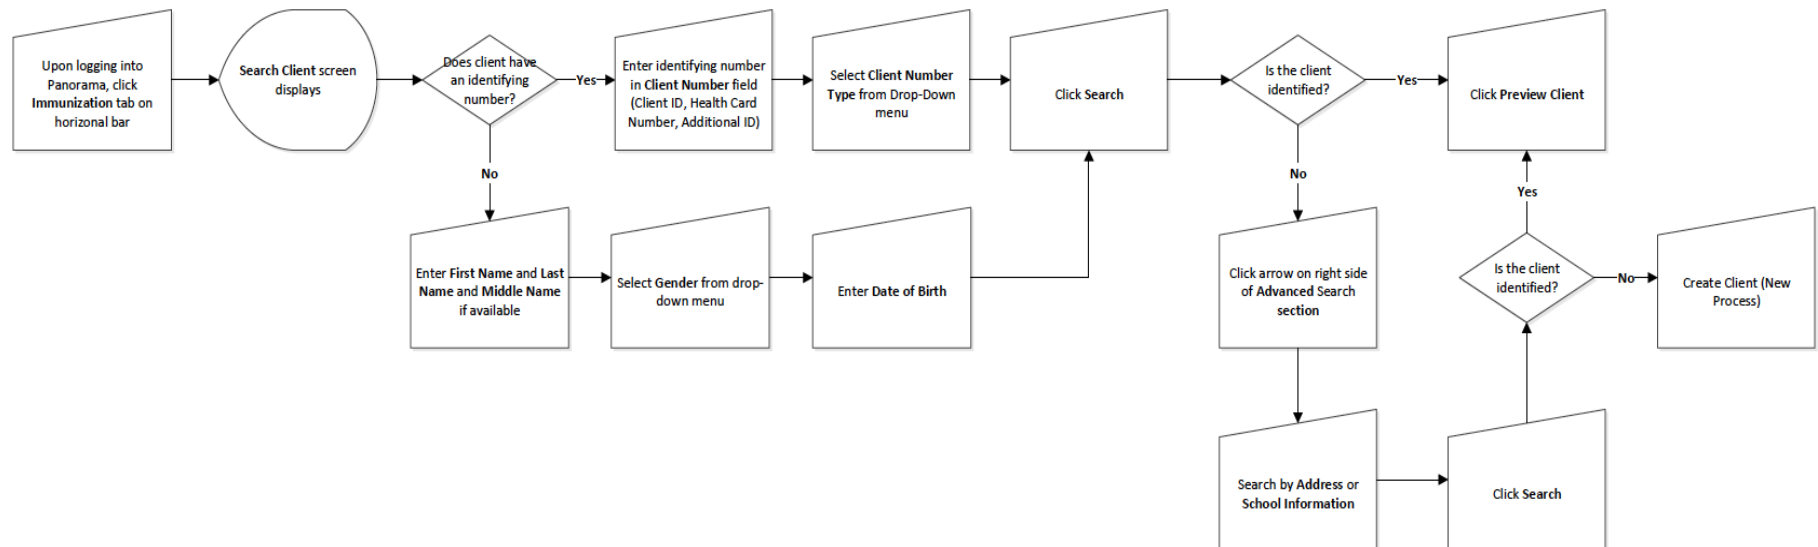 Upon logging into
Panorama, click
Immunization tab on
horizonal bar
Search Client screen
displays
Does client have
an identifying
number?
Yes
Enter identifying number
in Client Number field
(Client ID, Health Card
Number, Additional ID)
Select Client Number
Type from Drop-Down
menu
Click Search
Is the client
identified?
Yes
Click Preview Client
No
No
Yes
Enter First Name and Last
Name and Middle Name
if available
Select Gender from drop-
down menu
Enter Date of Birth
Click arrow on right side
of Advanced Search
section
Is the client
identified?
No
Create Client (New
Process)
Search by Address or
School Information
Click Search